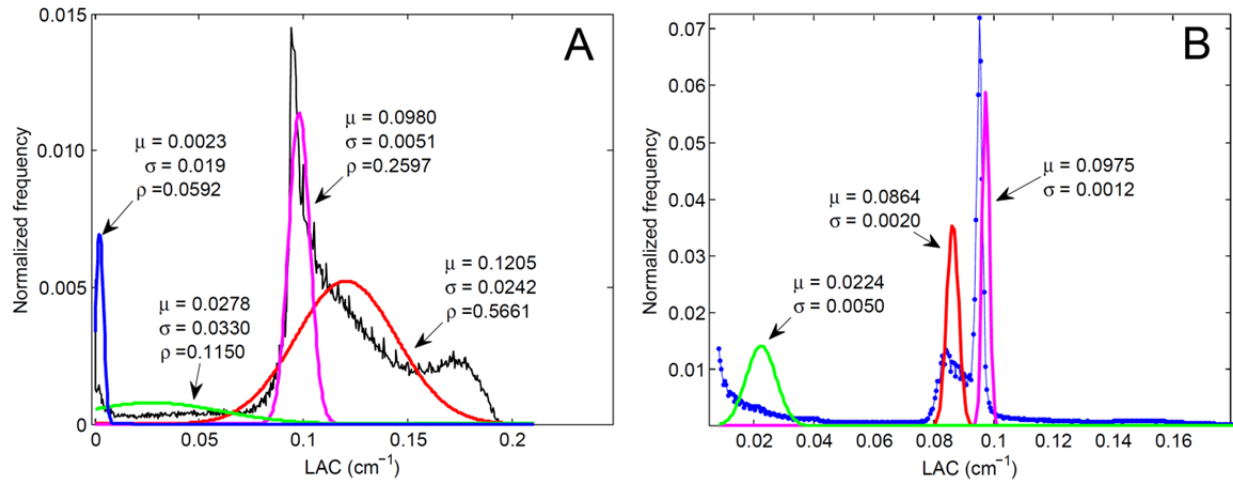 0.015
0.010
0.005
0
Normalized frequency
A
μ = 0.0023
σ = 0.019
ρ=0.0592
μ = 0.0980
σ = 0.0051
ρ=0.2597
μ = 0.0278
σ = 0.0330
ρ=0.1150
μ = 0.1205
σ = 0.0242
ρ=0.5661
0 0.05 0.1 0.15 0.2
LAC (cm⁻¹)
0.07
0.06
0.05
0.04
0.03
0.02
0.01
Normalized frequency
B
μ = 0.0975
σ = 0.0012
μ = 0.0864
σ = 0.0020
μ = 0.0224
σ = 0.0050
0.02 0.04 0.06 0.08 0.1 0.12 0.14 0.16
LAC (cm⁻¹)